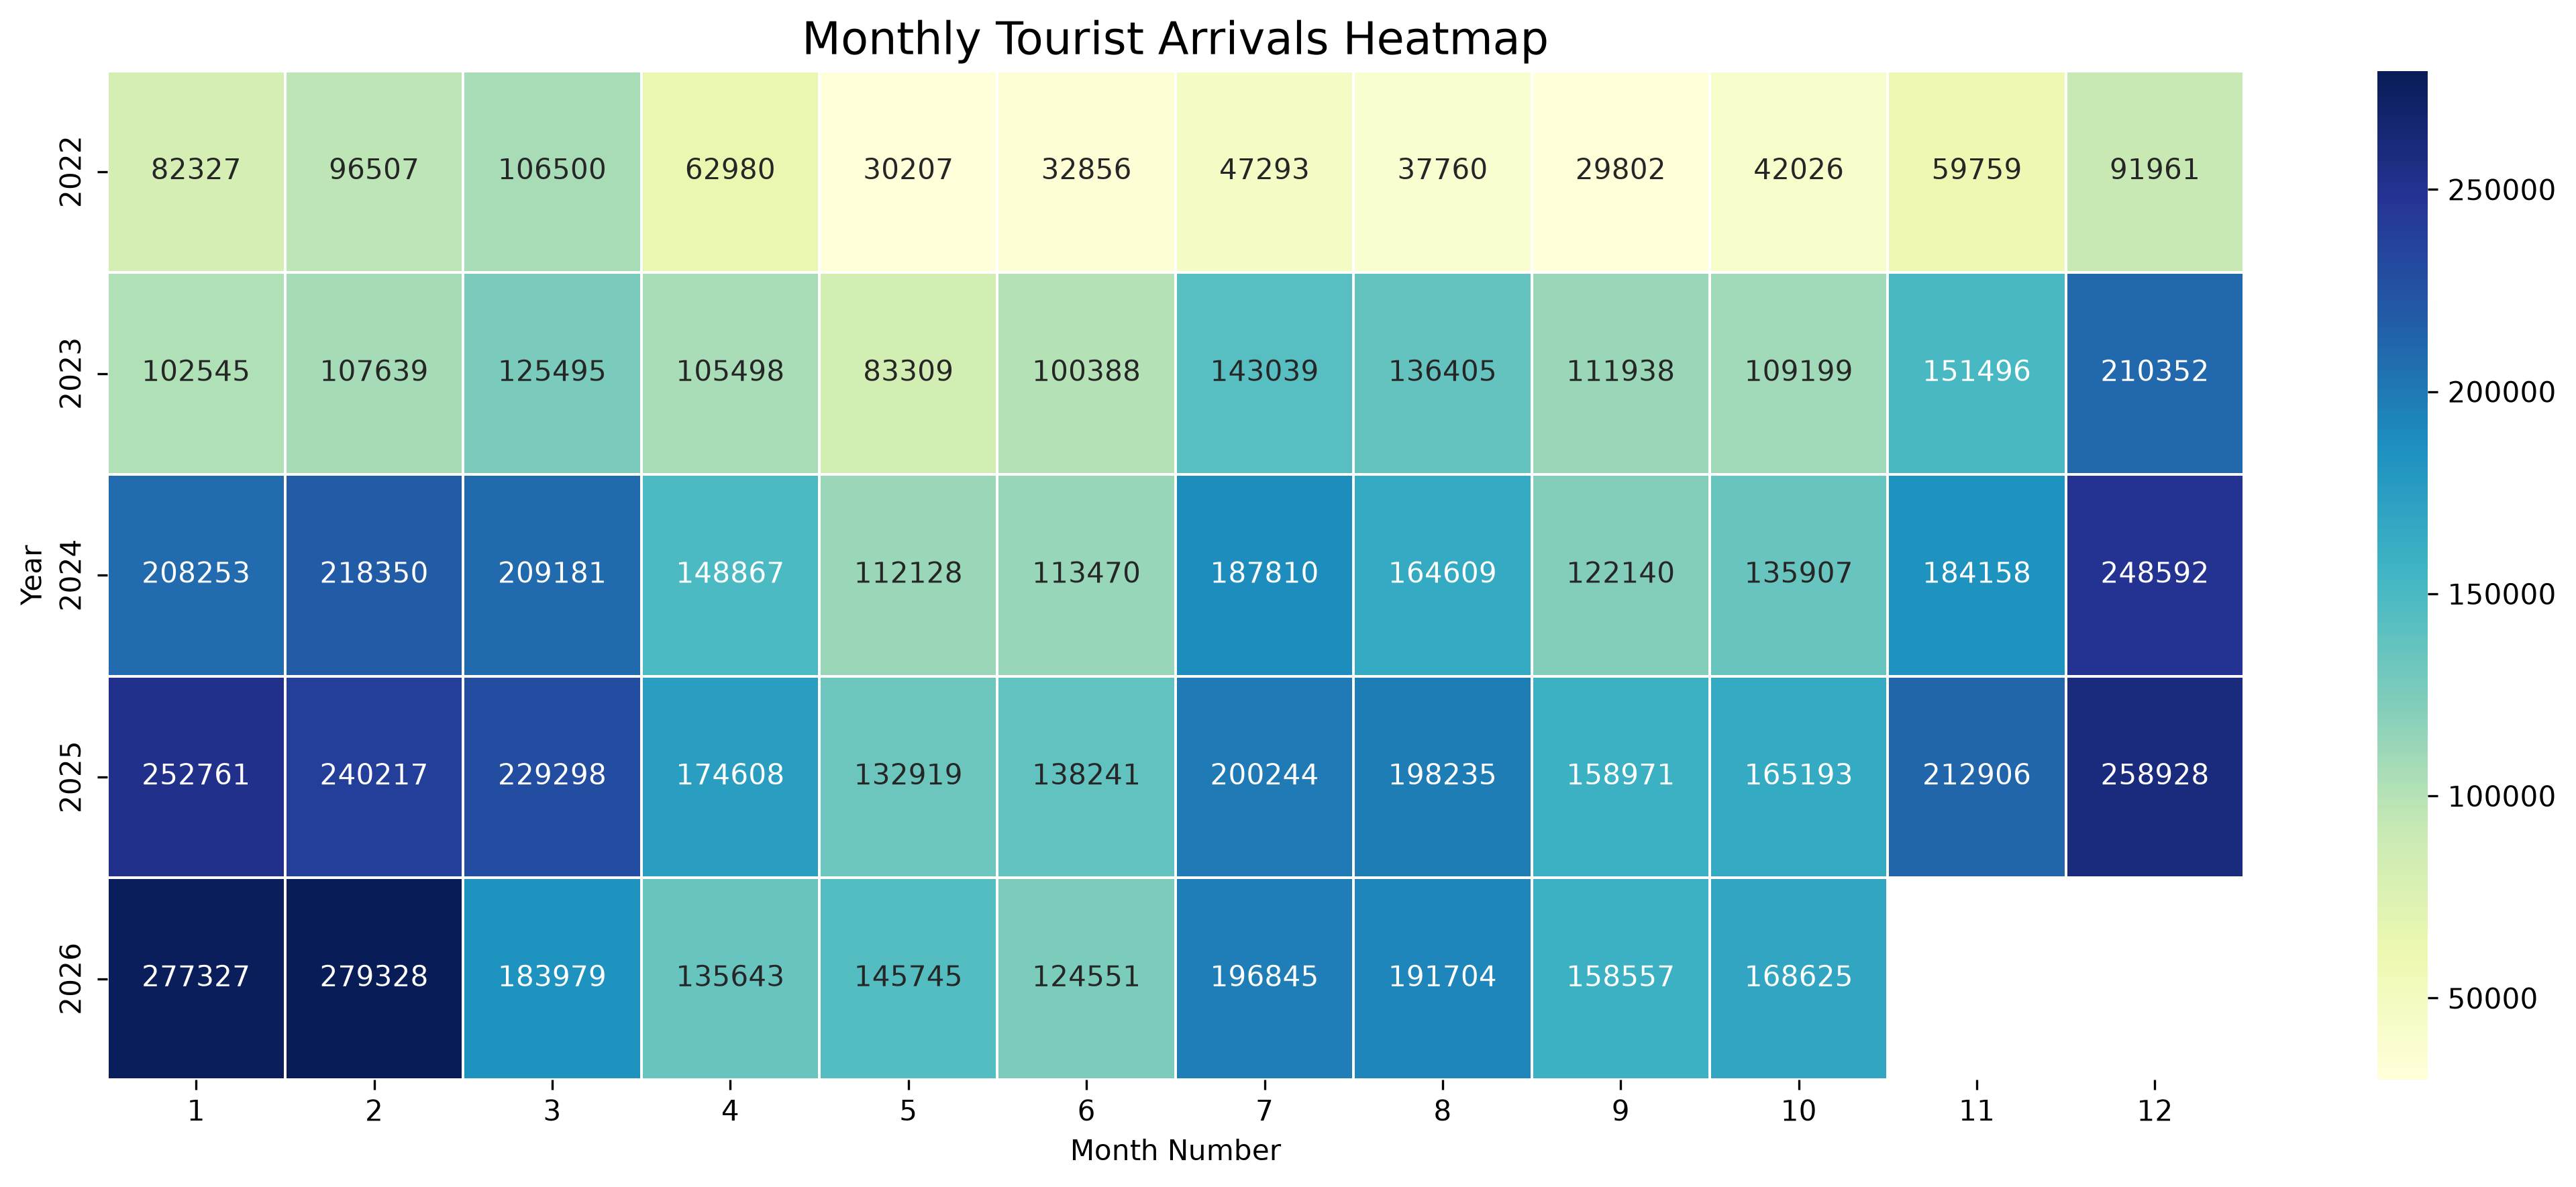 Monthly Tourist Arrivals Heatmap
Year
2022 82327 96507 106500 62980 30207 32856 47293 37760 29802 42026 59759 91961
2023 102545 107639 125495 105498 83309 100388 143039 136405 111938 109199 151496 210352
2024 208253 218350 209181 148867 112128 113470 187810 164609 122140 135907 184158 248592
2025 252761 240217 229298 174608 132919 138241 200244 198235 158971 165193 212906 258928
2026 277327 279328 183979 135643 145745 124551 196845 191704 158557 168625
1 2 3 4 5 6 7 8 9 10 11 12
Month Number
250000
200000
150000
100000
50000